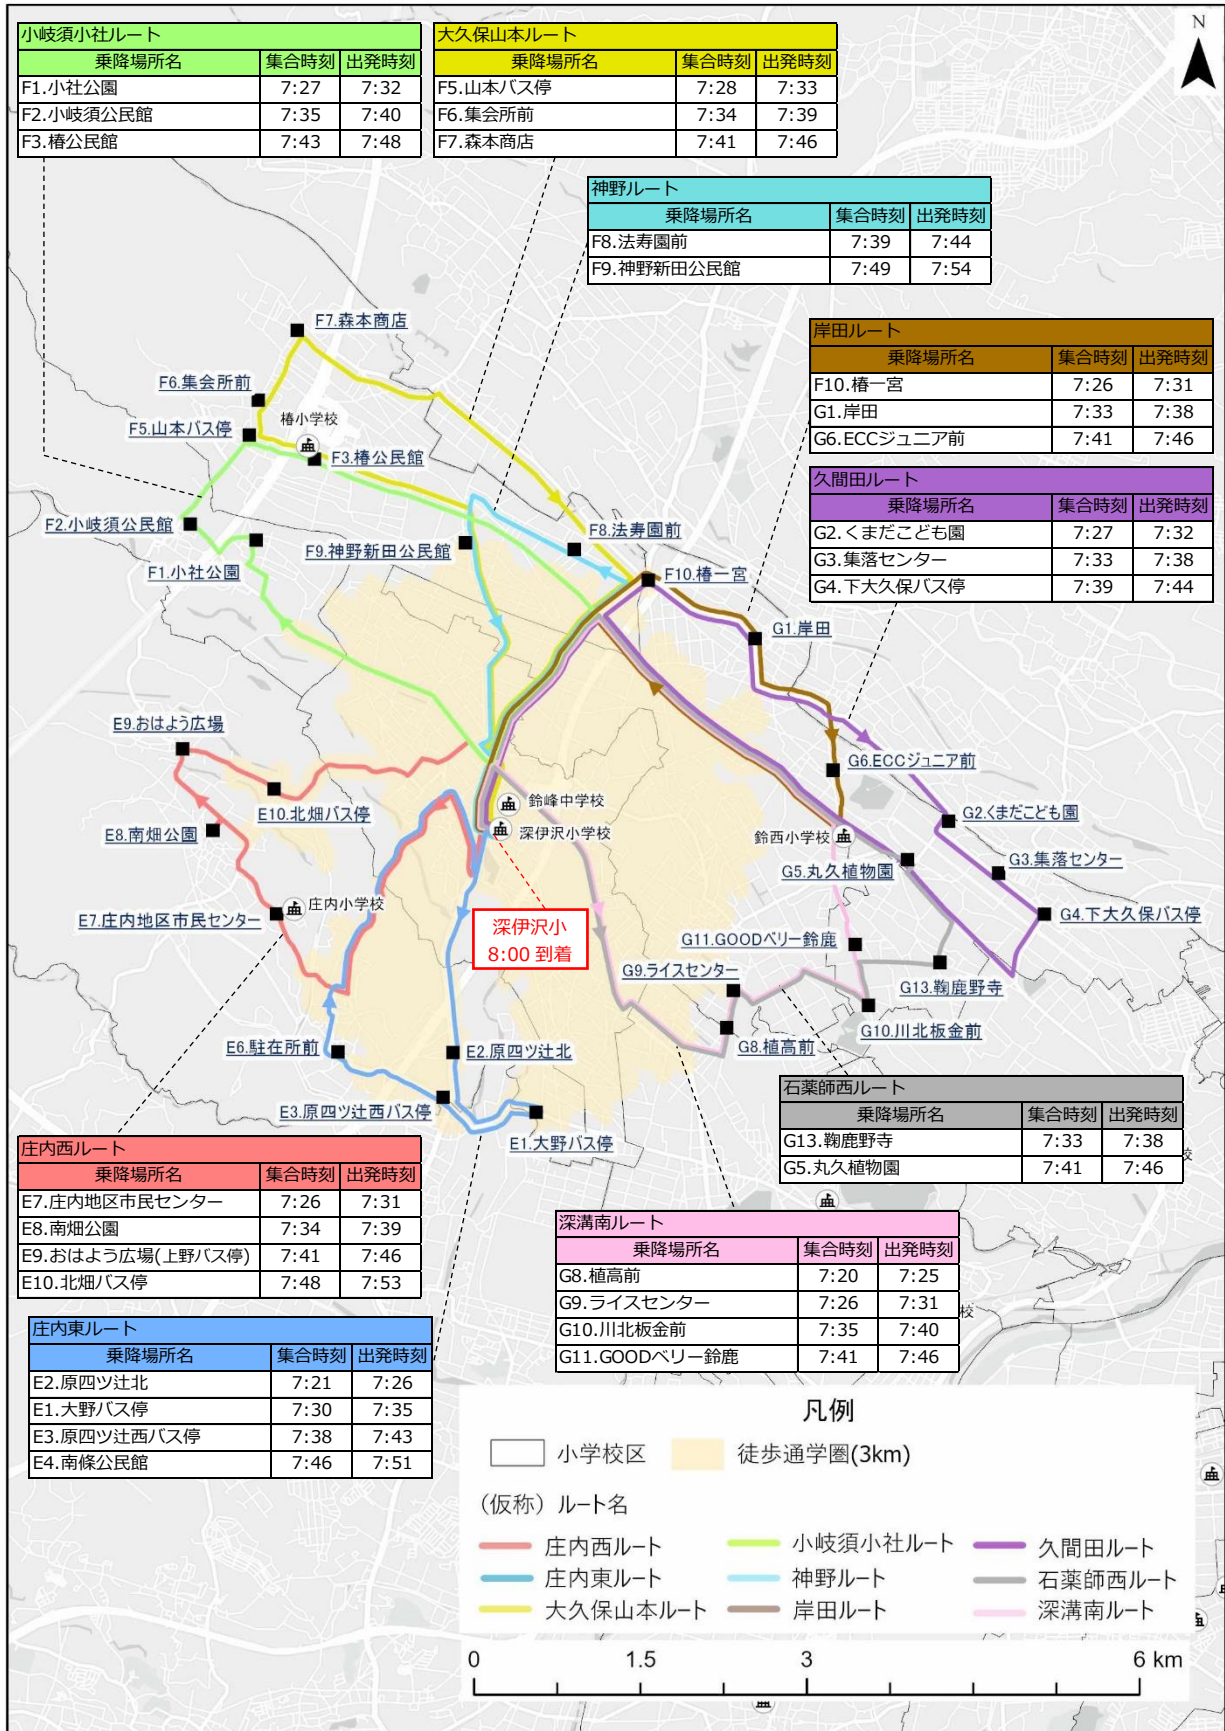 N
小岐須小社ルート
乗降場所名 集合時刻 出発時刻
F1.小社公園 7:27 7:32
F2.小岐須公民館 7:35 7:40
F3.椿公民館 7:43 7:48
大久保山本ルート
乗降場所名 集合時刻 出発時刻
F5.山本バス停 7:28 7:33
F6.集会所前 7:34 7:39
F7.森本商店 7:41 7:46
神野ルート
乗降場所名 集合時刻 出発時刻
F8.法寿園前 7:39 7:44
F9.神野新田公民館 7:49 7:54
岸田ルート
乗降場所名 集合時刻 出発時刻
F10.椿一宮 7:26 7:31
G1.岸田 7:33 7:38
G6.ECCジュニア前 7:41 7:46
久間田ルート
乗降場所名 集合時刻 出発時刻
G2.くまだこども園 7:27 7:32
G3.集落センター 7:33 7:38
G4.下大久保バス停 7:39 7:44
F7.森本商店
F6.集会所前
椿小学校
F5.山本バス停
F3.椿公民館
F2.小岐須公民館
F8.法寿園前
F9.神野新田公民館
F1.小社公園
F10.椿一宮
G1.岸田
E9.おはよう広場
G6.ECCジュニア前
E10.北畑バス停
鈴峰中学校
G2.くまだこども園
E8.南畑公園
深伊沢小学校
鈴西小学校
G3.集落センター
G5.丸久植物園
庄内小学校
E7.庄内地区市民センター
G4.下大久保バス停
深伊沢小
8:00 到着
G11.GOODベリー鈴鹿
G9.ライスセンター
G13.鞠鹿野寺
G10.川北板金前
G8.植高前
E6.駐在所前
E2.原四ツ辻北
E3.原四ツ辻西バス停
E1.大野バス停
石薬師西ルート
乗降場所名 集合時刻 出発時刻
G13.鞠鹿野寺 7:33 7:38
G5.丸久植物園 7:41 7:46
校
庄内西ルート
乗降場所名 集合時刻 出発時刻
E7.庄内地区市民センター 7:26 7:31
E8.南畑公園 7:34 7:39
E9.おはよう広場(上野バス停) 7:41 7:46
E10.北畑バス停 7:48 7:53
深溝南ルート
乗降場所名 集合時刻 出発時刻
G8.植高前 7:20 7:25
G9.ライスセンター 7:26 7:31
G10.川北板金前 7:35 7:40
G11.GOODベリー鈴鹿 7:41 7:46
校
庄内東ルート
乗降場所名 集合時刻 出発時刻
E2.原四ツ辻北 7:21 7:26
E1.大野バス停 7:30 7:35
E3.原四ツ辻西バス停 7:38 7:43
E4.南條公民館 7:46 7:51
凡例
小学校区 徒歩通学圏(3km)
（仮称）ルート名
庄内西ルート 小岐須小社ルート 久間田ルート
庄内東ルート 神野ルート 石薬師西ルート
大久保山本ルート 岸田ルート 深溝南ルート
0 1.5 3 6 km